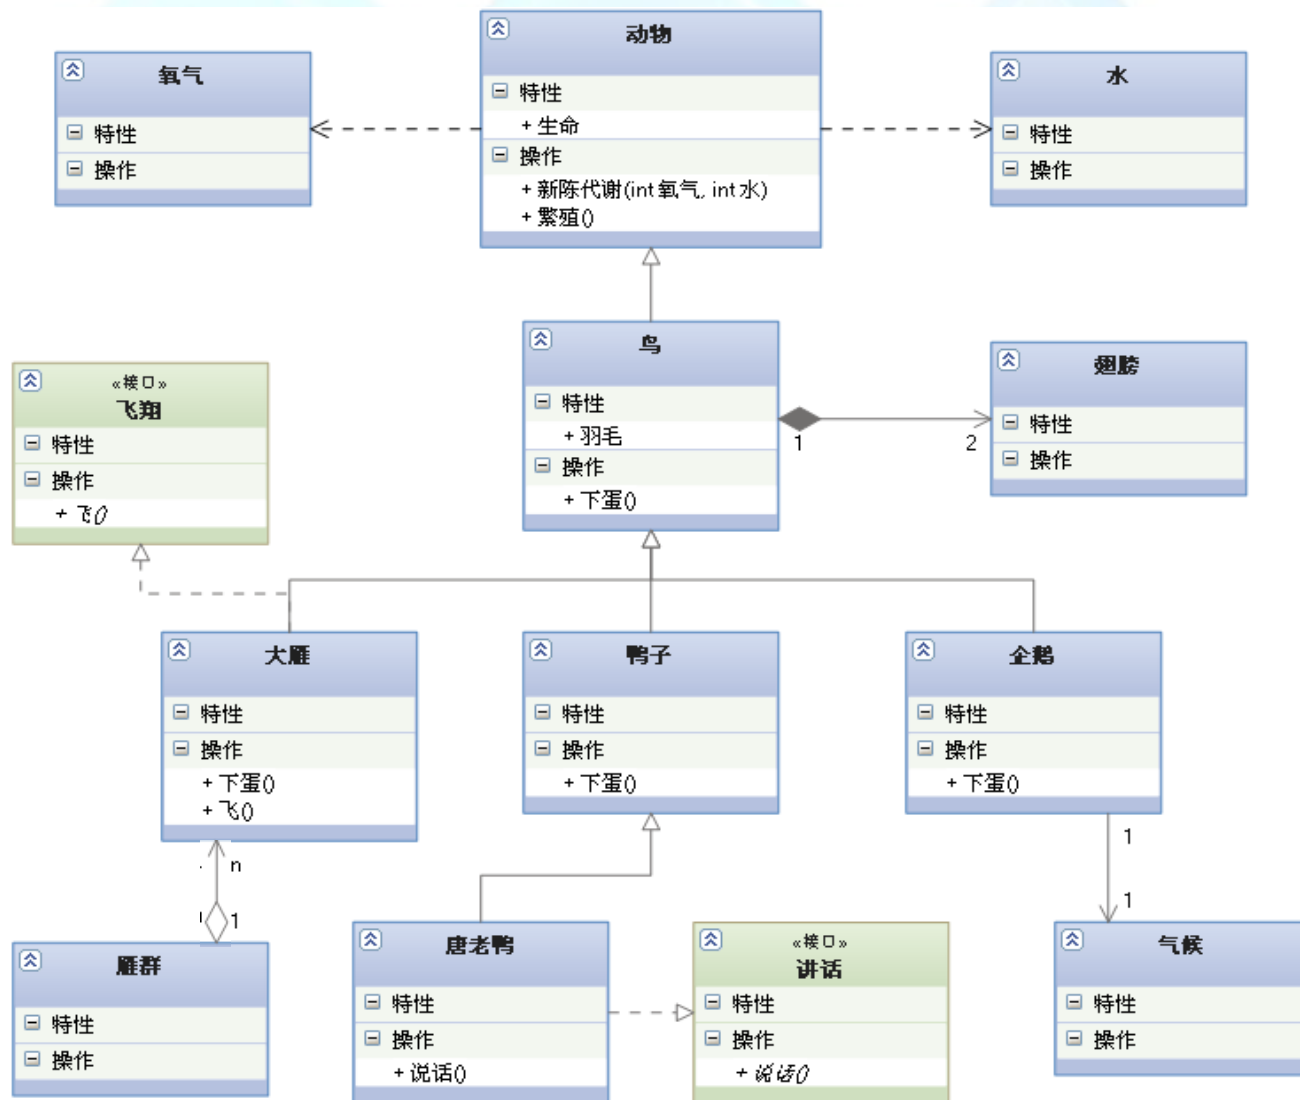 动物
特性
+ 生命
操作
+ 新陈代谢(int 氧气, int 水)
+ 繁殖()
氧气
特性
操作
水
特性
操作
鸟
特性
+ 羽毛
操作
+ 下蛋()
1
2
翅膀
特性
操作
«接口»
飞翔
特性
操作
+ 飞()
大雁
特性
操作
+ 下蛋()
+ 飞()
鸭子
特性
操作
+ 下蛋()
企鹅
特性
操作
+ 下蛋()
n
1
1
1
雁群
特性
操作
唐老鸭
特性
操作
+ 说话()
«接口»
讲话
特性
操作
+ 说话()
气候
特性
操作